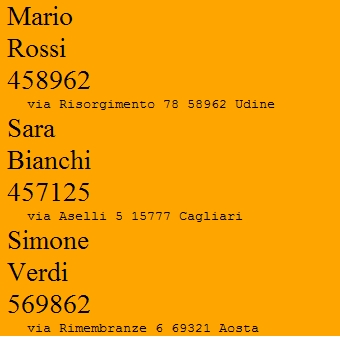 Mario
Rossi
458962
via Risorgimento 78 58962 Udine
Sara
Bianchi
457125
via Aselli 5 15777 Cagliari
Simone
Verdi
569862
via Rimembranze 6 69321 Aosta